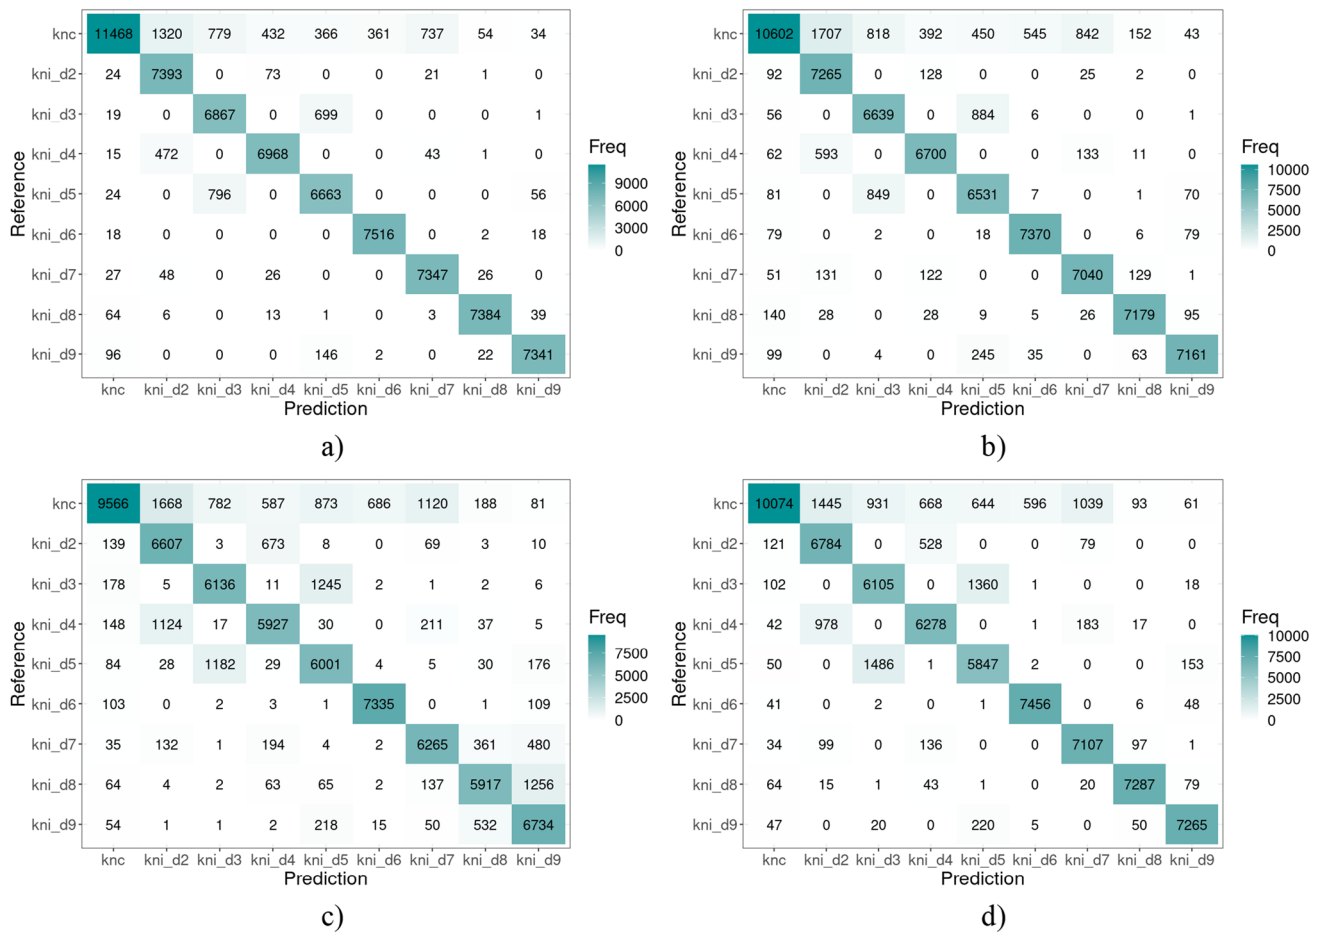 knc 11468 1320 779 432 366 361 737 54 34
kni_d2 24 7393 0 73 0 0 21 1 0
kni_d3 19 0 6867 0 699 0 0 0 1
kni_d4 15 472 0 6968 0 0 43 1 0
kni_d5 24 0 796 0 6663 0 0 0 56
kni_d6 18 0 0 0 0 7516 0 2 18
kni_d7 27 48 0 26 0 0 7347 26 0
kni_d8 64 6 0 13 1 0 3 7384 39
kni_d9 96 0 0 0 146 2 0 22 7341
knc kni_d2 kni_d3 kni_d4 kni_d5 kni_d6 kni_d7 kni_d8 kni_d9
Prediction
Reference
Freq
9000
6000
3000
0
a)
knc 10602 1707 818 392 450 545 842 152 43
kni_d2 92 7265 0 128 0 0 25 2 0
kni_d3 56 0 6639 0 884 6 0 0 1
kni_d4 62 593 0 6700 0 0 133 11 0
kni_d5 81 0 849 0 6531 7 0 1 70
kni_d6 79 0 2 0 18 7370 0 6 79
kni_d7 51 131 0 122 0 0 7040 129 1
kni_d8 140 28 0 28 9 5 26 7179 95
kni_d9 99 0 4 0 245 35 0 63 7161
knc kni_d2 kni_d3 kni_d4 kni_d5 kni_d6 kni_d7 kni_d8 kni_d9
Prediction
Reference
Freq
10000
7500
5000
2500
0
b)
knc 9566 1668 782 587 873 686 1120 188 81
kni_d2 139 6607 3 673 8 0 69 3 10
kni_d3 178 5 6136 11 1245 2 1 2 6
kni_d4 148 1124 17 5927 30 0 211 37 5
kni_d5 84 28 1182 29 6001 4 5 30 176
kni_d6 103 0 2 3 1 7335 0 1 109
kni_d7 35 132 1 194 4 2 6265 361 480
kni_d8 64 4 2 63 65 2 137 5917 1256
kni_d9 54 1 1 2 218 15 50 532 6734
knc kni_d2 kni_d3 kni_d4 kni_d5 kni_d6 kni_d7 kni_d8 kni_d9
Prediction
Reference
Freq
7500
5000
2500
0
c)
knc 10074 1445 931 668 644 596 1039 93 61
kni_d2 121 6784 0 528 0 0 79 0 0
kni_d3 102 0 6105 0 1360 1 0 0 18
kni_d4 42 978 0 6278 0 1 183 17 0
kni_d5 50 0 1486 1 5847 2 0 0 153
kni_d6 41 0 2 0 1 7456 0 6 48
kni_d7 34 99 0 136 0 0 7107 97 1
kni_d8 64 15 1 43 1 0 20 7287 79
kni_d9 47 0 20 0 220 5 0 50 7265
knc kni_d2 kni_d3 kni_d4 kni_d5 kni_d6 kni_d7 kni_d8 kni_d9
Prediction
Reference
Freq
10000
7500
5000
2500
0
d)